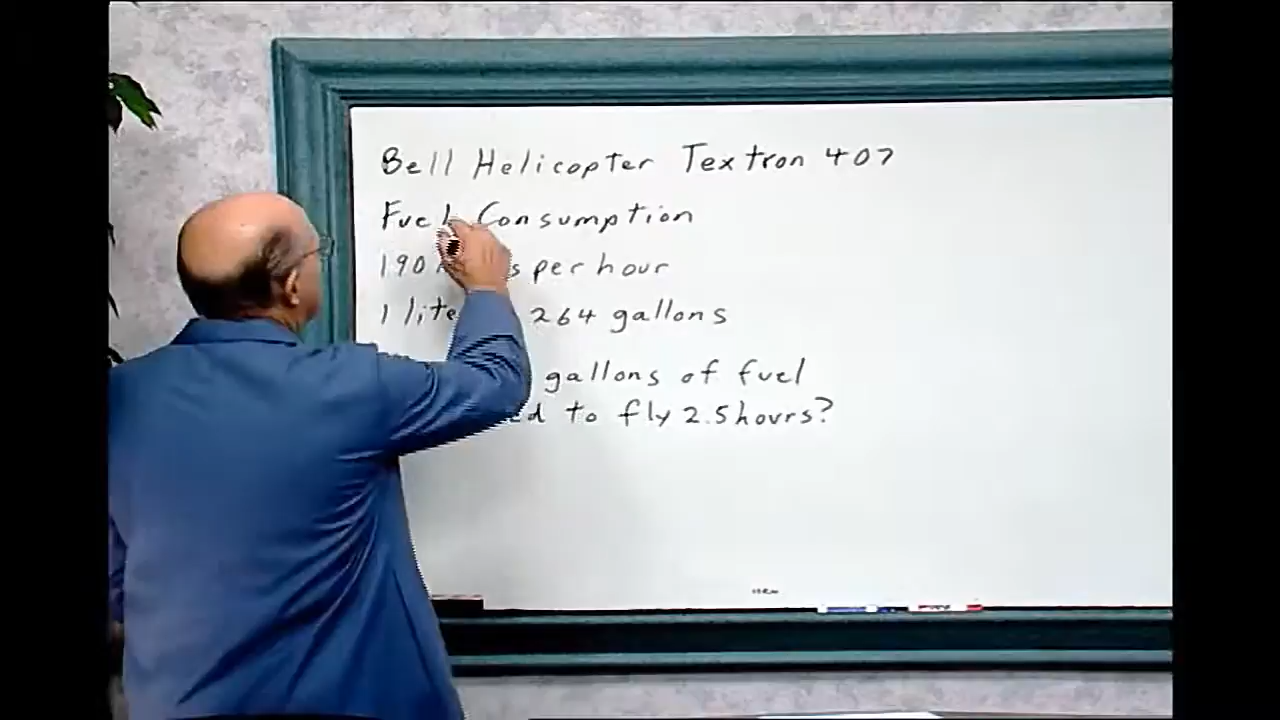 Bell Helicopter Textron 407
Fuel Consumption
190 per hour
1 264 gallons
gallons of fuel
to fly 2.5 hours?